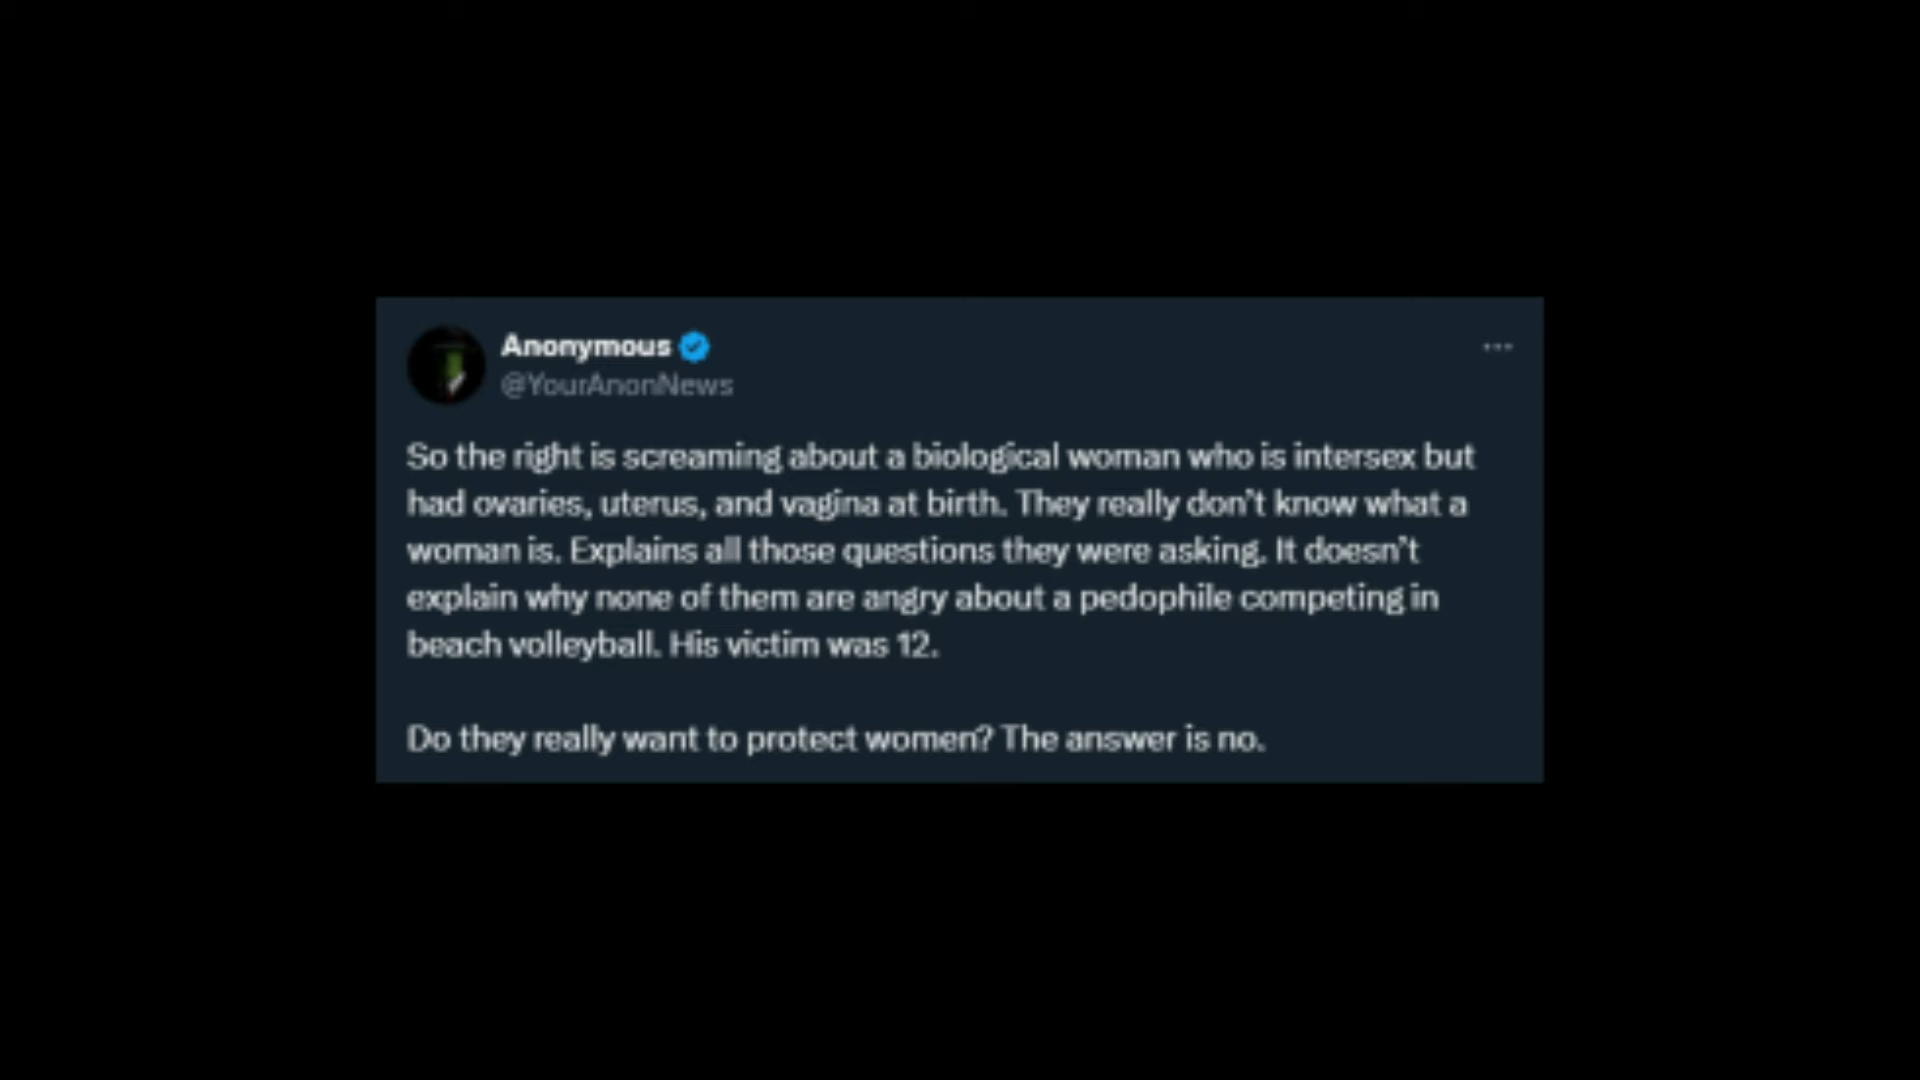 Anonymous
@YourAnonNews
So the right is screaming about a biological woman who is intersex but
had ovaries, uterus, and vagina at birth. They really don't know what a
woman is. Explains all those questions they were asking. It doesn't
explain why none of them are angry about a pedophile competing in
beach volleyball. His victim was 12.
Do they really want to protect women? The answer is no.